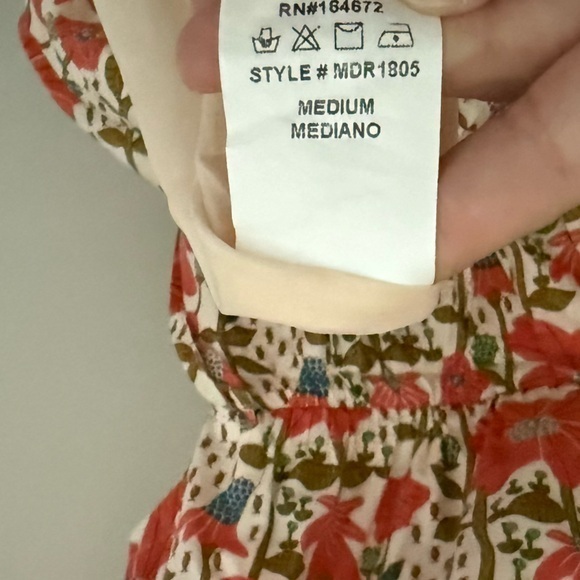 RN#164672
STYLE # MDR1805
MEDIUM
MEDIANO